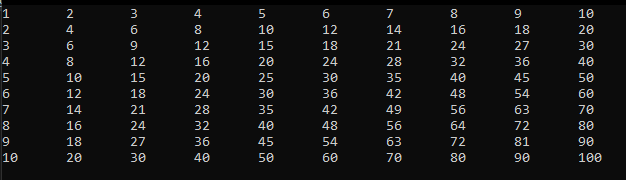 1 2 3 4 5 6 7 8 9 10
2 4 6 8 10 12 14 16 18 20
3 6 9 12 15 18 21 24 27 30
4 8 12 16 20 24 28 32 36 40
5 10 15 20 25 30 35 40 45 50
6 12 18 24 30 36 42 48 54 60
7 14 21 28 35 42 49 56 63 70
8 16 24 32 40 48 56 64 72 80
9 18 27 36 45 54 63 72 81 90
10 20 30 40 50 60 70 80 90 100